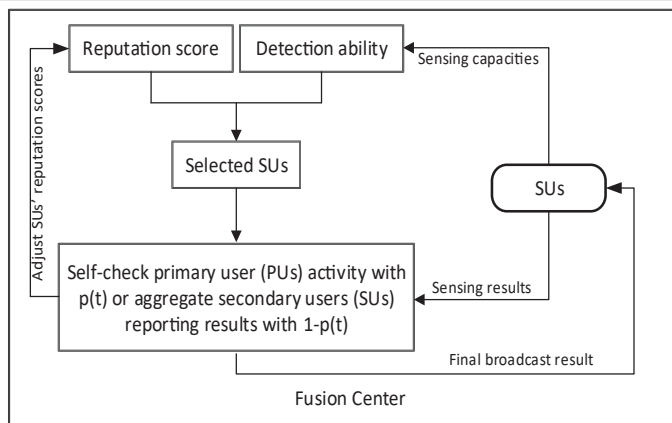 Reputation score
Detection ability
Sensing capacities
Adjust SUs' reputation scores
Selected SUs
SUs
Self-check primary user (PUs) activity with
p(t) or aggregate secondary users (SUs)
reporting results with 1-p(t)
Sensing results
Final broadcast result
Fusion Center